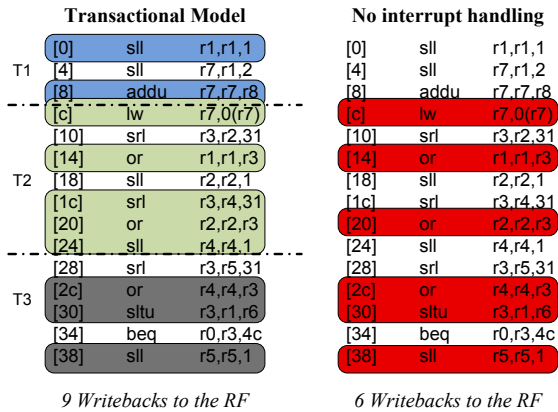 Transactional Model
T1
[0] sll r1,r1,1
[4] sll r7,r1,2
[8] addu r7,r7,r8
T2
[c] lw r7,0(r7)
[10] srl r3,r2,31
[14] or r1,r1,r3
[18] sll r2,r2,1
[1c] srl r3,r4,31
[20] or r2,r2,r3
[24] sll r4,r4,1
T3
[28] srl r3,r5,31
[2c] or r4,r4,r3
[30] sltu r3,r1,r6
[34] beq r0,r3,4c
[38] sll r5,r5,1
9 Writebacks to the RF
No interrupt handling
[0] sll r1,r1,1
[4] sll r7,r1,2
[8] addu r7,r7,r8
[c] lw r7,0(r7)
[10] srl r3,r2,31
[14] or r1,r1,r3
[18] sll r2,r2,1
[1c] srl r3,r4,31
[20] or r2,r2,r3
[24] sll r4,r4,1
[28] srl r3,r5,31
[2c] or r4,r4,r3
[30] sltu r3,r1,r6
[34] beq r0,r3,4c
[38] sll r5,r5,1
6 Writebacks to the RF